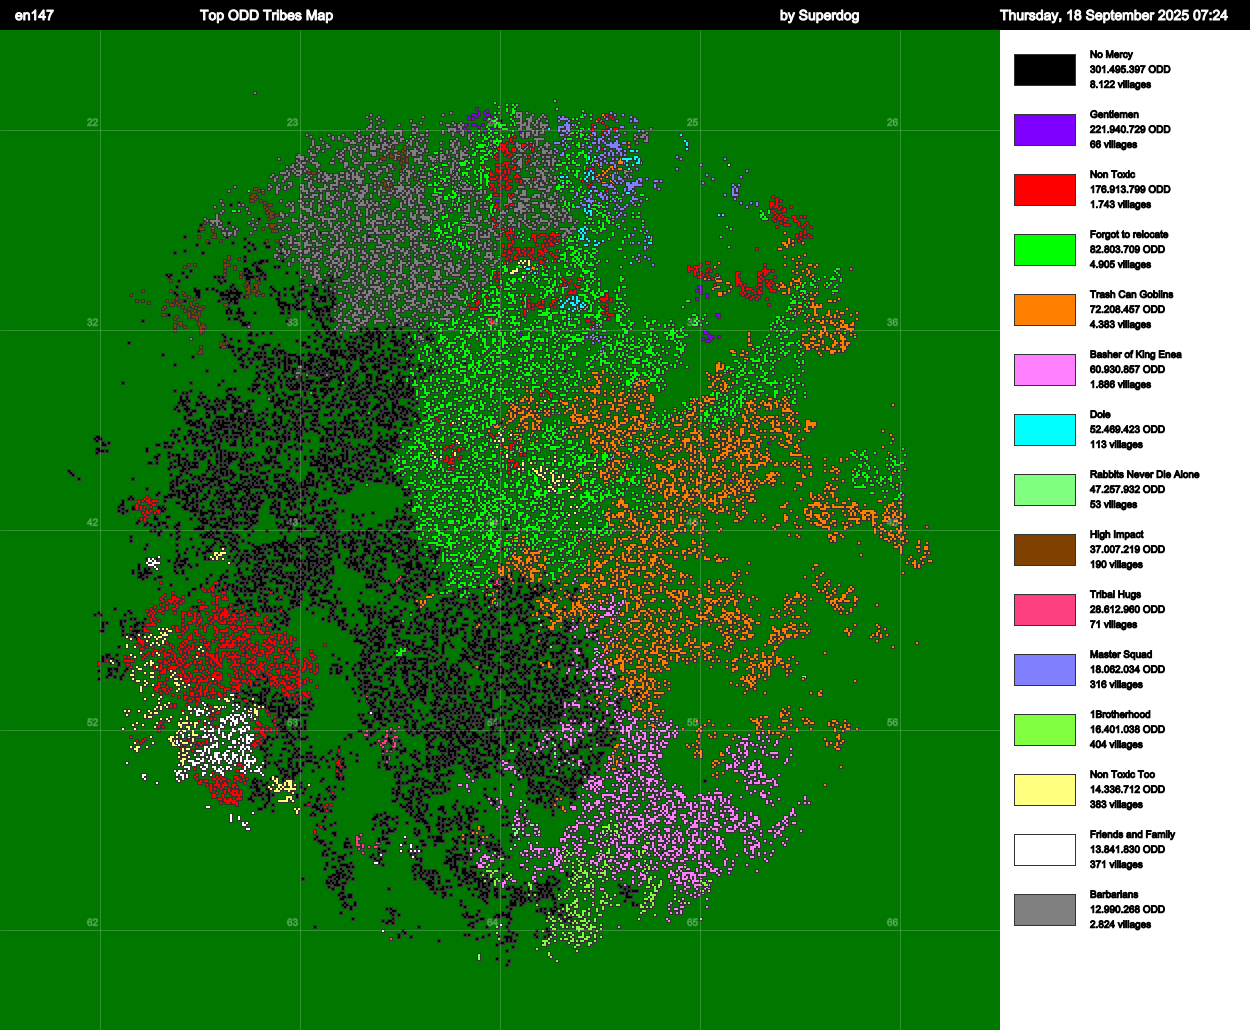 en147 Top ODD Tribes Map by Superdog Thursday, 18 September 2025 07:24
No Mercy
301.495.397 ODD
8.122 villages
Gentlemen
221.940.729 ODD
66 villages
Non Toxic
176.913.799 ODD
1.743 villages
Forgot to relocate
82.803.709 ODD
4.905 villages
Trash Can Goblins
72.208.457 ODD
4.383 villages
Basher of King Enea
60.930.857 ODD
1.886 villages
Dole
52.469.423 ODD
113 villages
Rabbits Never Die Alone
47.257.932 ODD
53 villages
High Impact
37.007.219 ODD
190 villages
Tribal Hugs
28.612.960 ODD
71 villages
Master Squad
18.062.034 ODD
316 villages
1Brotherhood
16.401.038 ODD
404 villages
Non Toxic Too
14.336.712 ODD
383 villages
Friends and Family
13.841.830 ODD
371 villages
Barbarians
12.990.268 ODD
2.824 villages
22 23 25 26
32 33 35 36
42 43 45
52 53 54 55 56
62 63 64 65 66